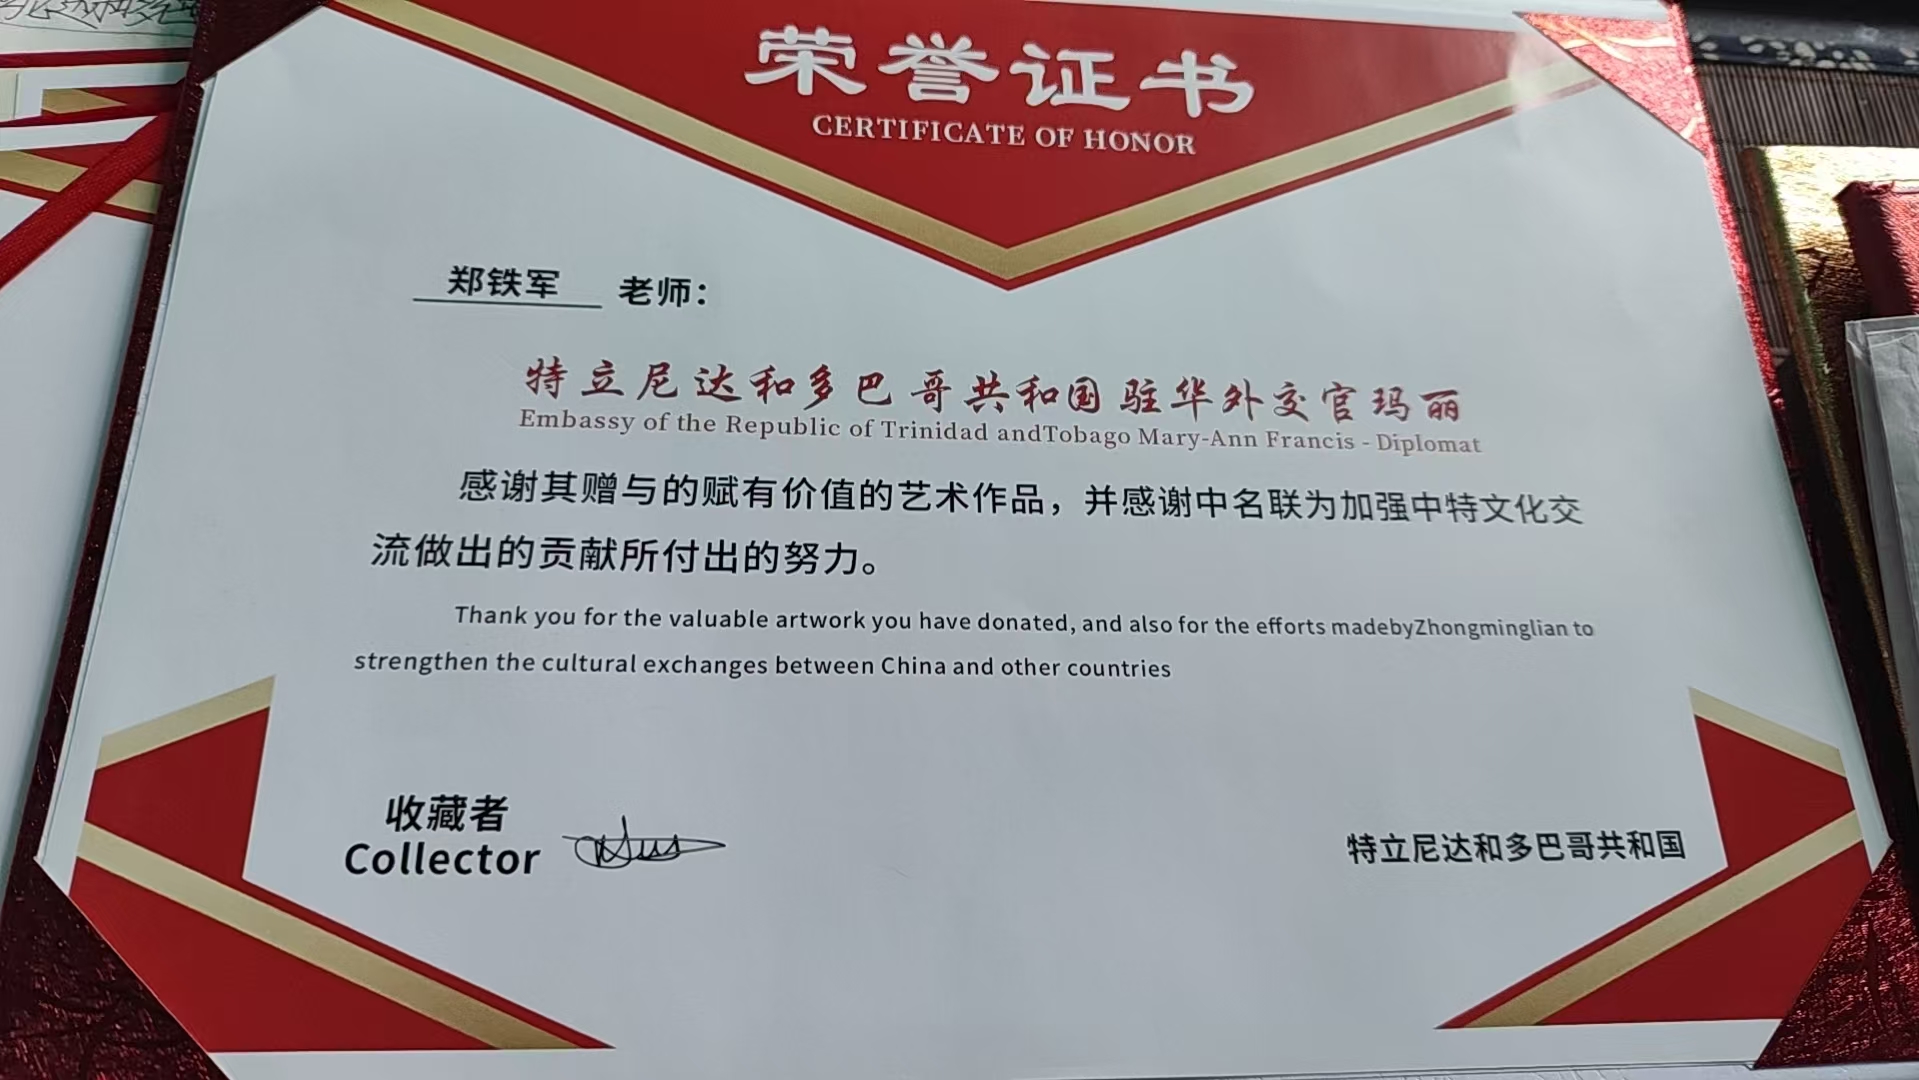 荣誉证书
CERTIFICATE OF HONOR
郑铁军 老师：
特立尼达和多巴哥共和国驻华外交官玛丽
Embassy of the Republic of Trinidad andTobago Mary-Ann Francis - Diplomat
感谢其赠与的赋有价值的艺术作品，并感谢中名联为加强中特文化交
流做出的贡献所付出的努力。
Thank you for the valuable artwork you have donated, and also for the efforts madebyZhongminglian to
strengthen the cultural exchanges between China and other countries
收藏者
Collector
特立尼达和多巴哥共和国